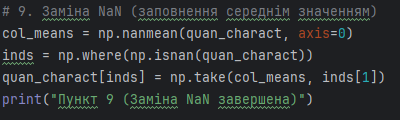 # 9. Заміна NaN (заповнення середнім значенням)
col_means = np.nanmean(quan_charact, axis=0)
inds = np.where(np.isnan(quan_charact))
quan_charact[inds] = np.take(col_means, inds[1])
print("Пункт 9 (Заміна NaN завершена)")